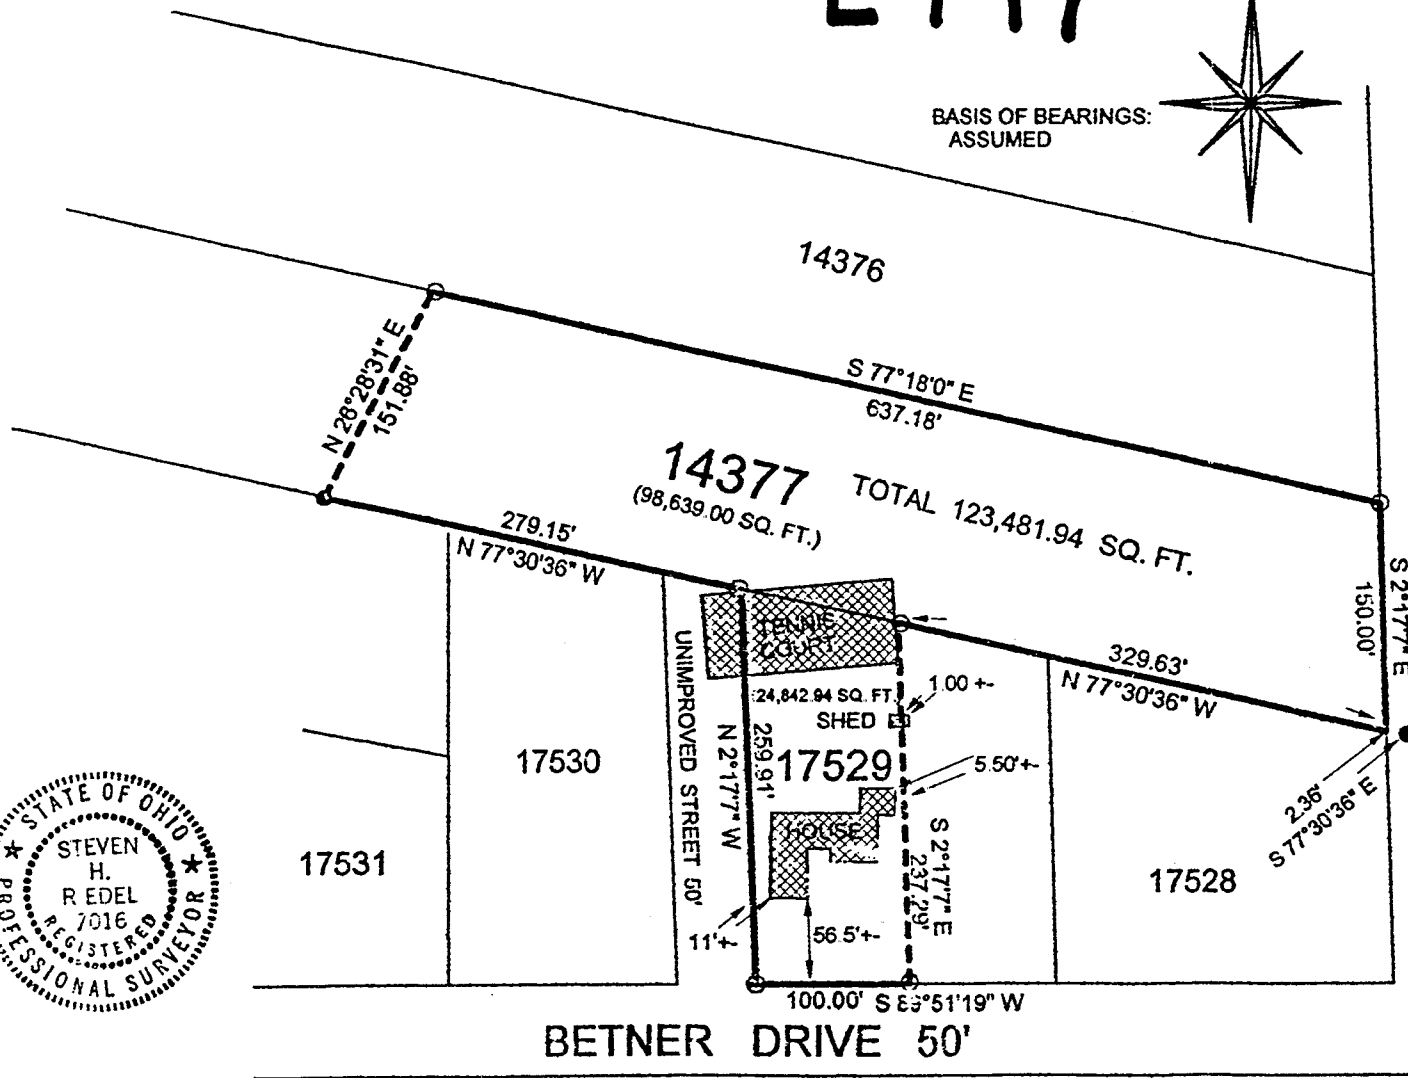 BASIS OF BEARINGS:
ASSUMED
14376
N 28°28'31" E
151.88'
S 77°18'0" E
637.18'
14377
(98,639.00 SQ. FT.)
TOTAL 123,481.94 SQ. FT.
279.15'
N 77°30'36" W
S 2°17'7" E
150.00'
TENNIS
COURT
329.63'
N 77°30'36" W
24,842.94 SQ. FT.
1.00 +-
SHED
UNIMPROVED STREET 50'
N 2°17'7" W
259.91'
17530
17529
5.50'+-
2.36'
S 77°30'36" E
HOUSE
S 2°17'7" E
237.29'
17531
17528
11'+-
56.5'+-
100.00' S 89°51'19" W
BETNER DRIVE 50'
STATE OF OHIO
STEVEN
H.
R EDEL
7016
REGISTERED
PROFESSIONAL SURVEYOR